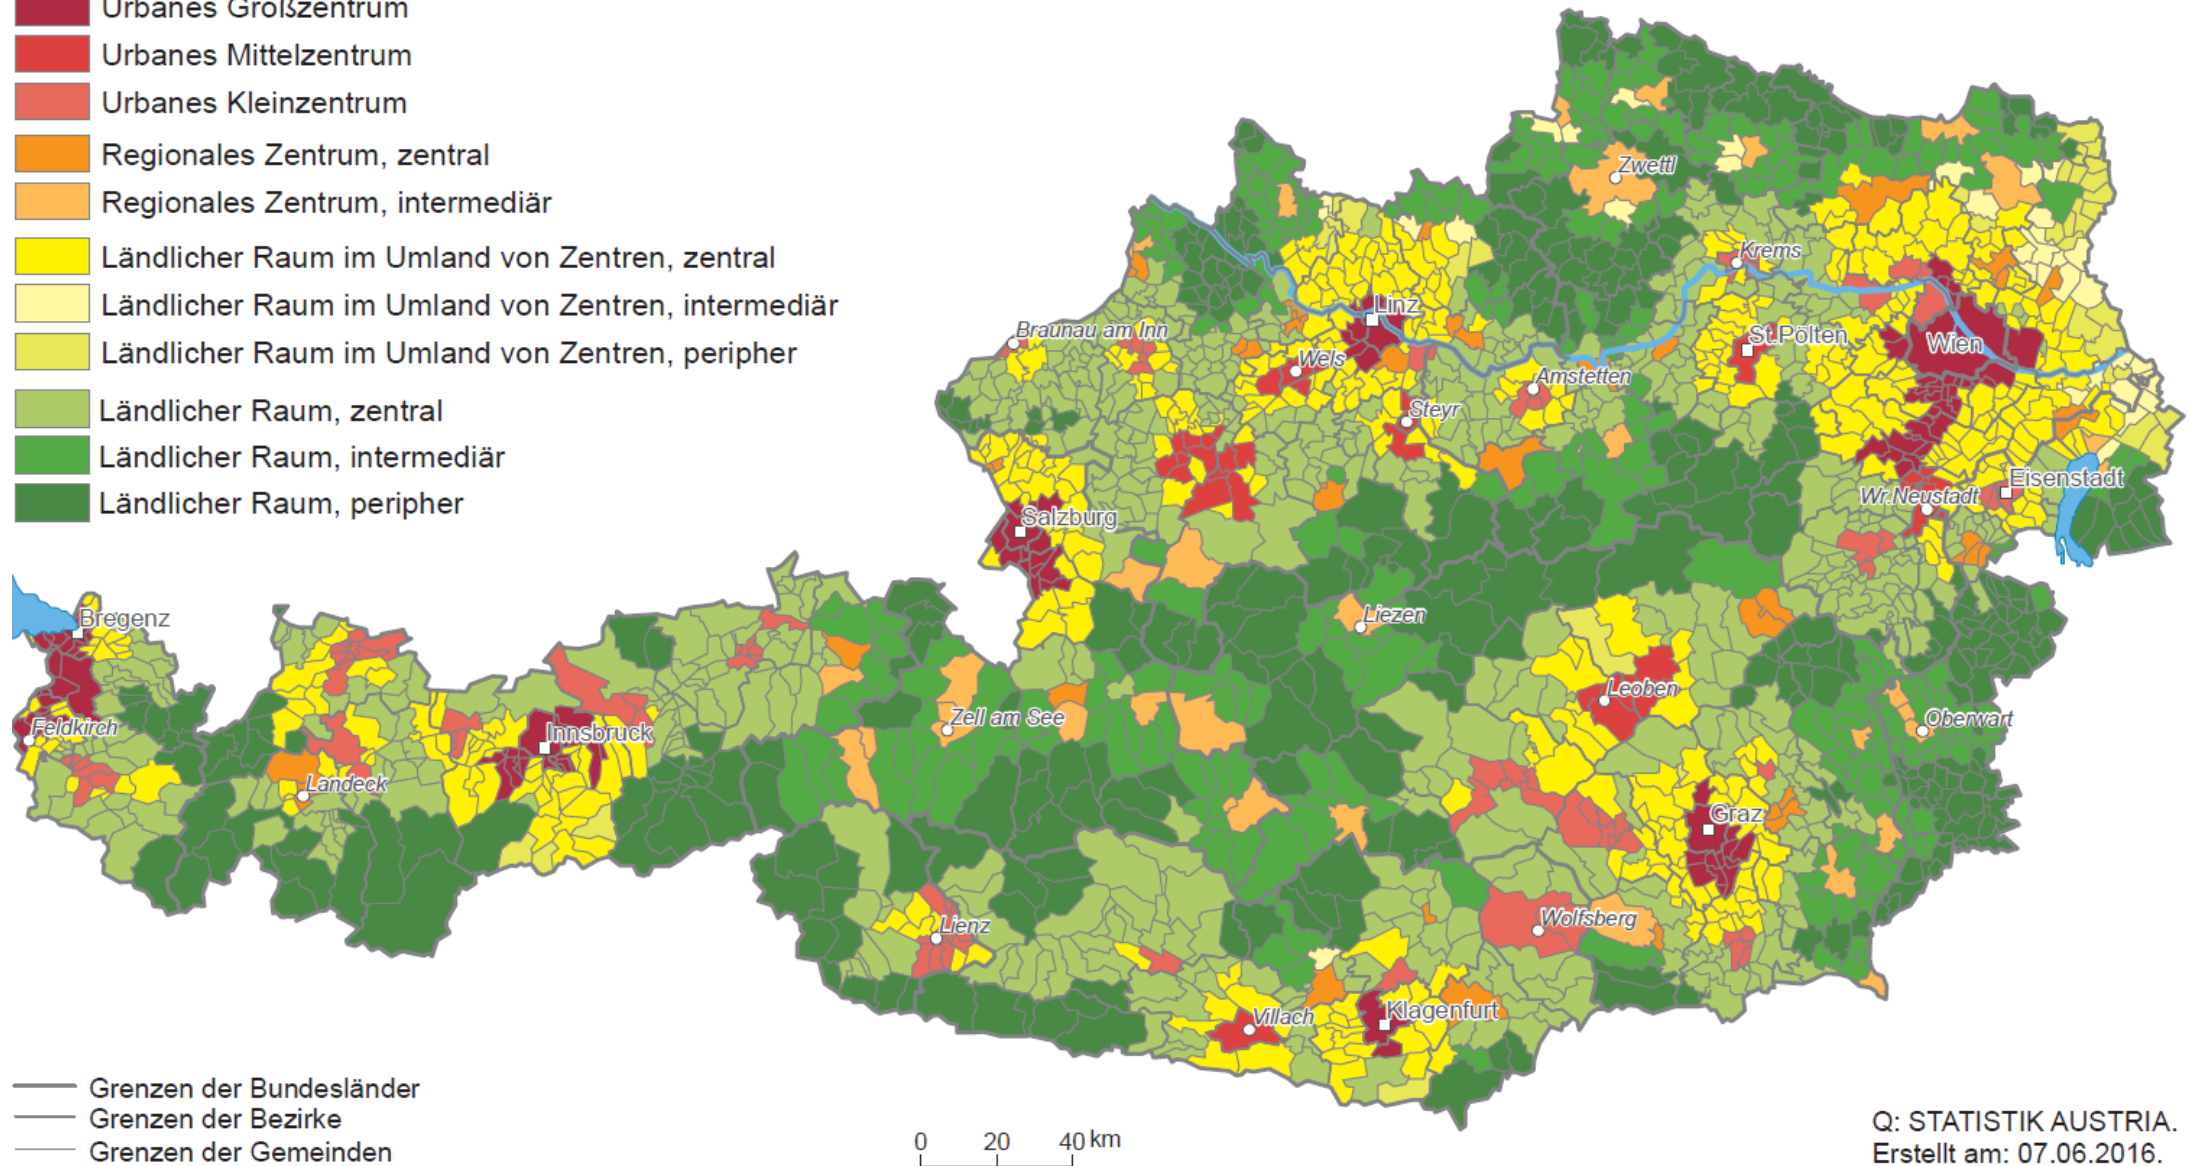 Urbanes Großzentrum
Urbanes Mittelzentrum
Urbanes Kleinzentrum
Regionales Zentrum, zentral
Regionales Zentrum, intermediär
Ländlicher Raum im Umland von Zentren, zentral
Ländlicher Raum im Umland von Zentren, intermediär
Ländlicher Raum im Umland von Zentren, peripher
Ländlicher Raum, zentral
Ländlicher Raum, intermediär
Ländlicher Raum, peripher
Zwettl
Krems
Linz
Braunau am Inn
St.Pölten
Wien
Wels
Amstetten
Steyr
Eisenstadt
Wr.Neustadt
Salzburg
Liezen
Bregenz
Leoben
Zell am See
Oberwart
Feldkirch
Innsbruck
Landeck
Graz
Wolfsberg
Lienz
Klagenfurt
Villach
Grenzen der Bundesländer
Grenzen der Bezirke
Grenzen der Gemeinden
0 20 40 km
Q: STATISTIK AUSTRIA.
Erstellt am: 07.06.2016.